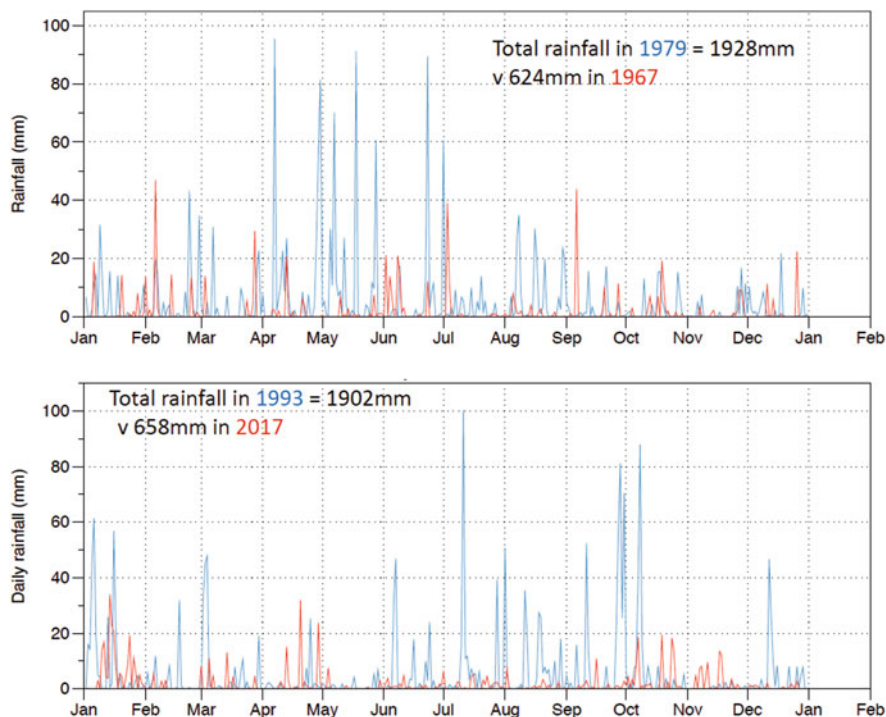 100
80
60
40
20
0
Rainfall (mm)
Total rainfall in 1979 = 1928mm
v 624mm in 1967
Jan Feb Mar Apr May Jun Jul Aug Sep Oct Nov Dec Jan Feb
100
80
60
40
20
0
Daily rainfall (mm)
Total rainfall in 1993 = 1902mm
v 658mm in 2017
Jan Feb Mar Apr May Jun Jul Aug Sep Oct Nov Dec Jan Feb